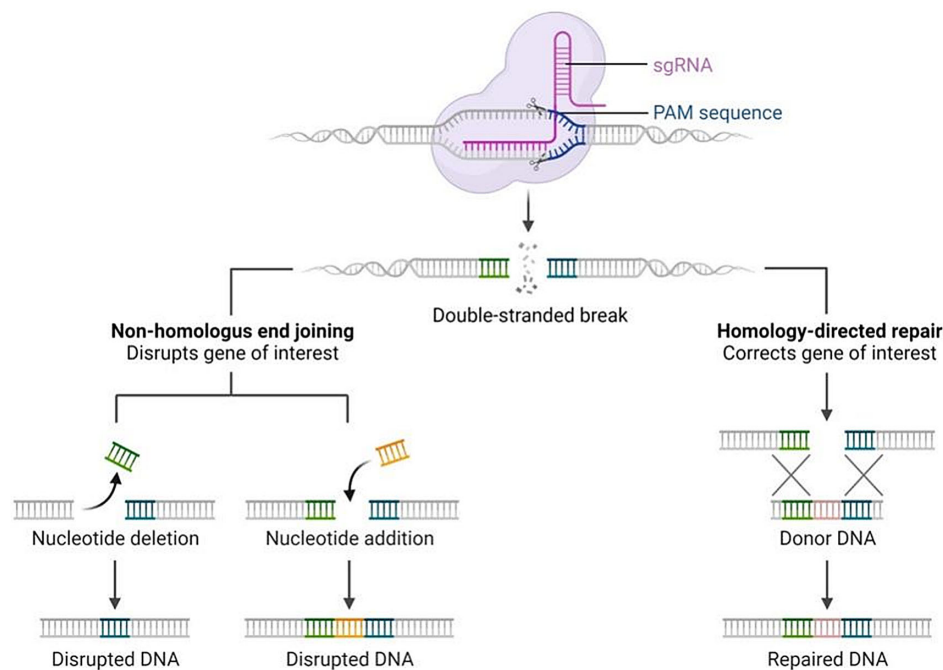 sgRNA
PAM sequence
Double-stranded break
Non-homologus end joining
Disrupts gene of interest
Homology-directed repair
Corrects gene of interest
Nucleotide deletion
Nucleotide addition
Donor DNA
Disrupted DNA
Disrupted DNA
Repaired DNA